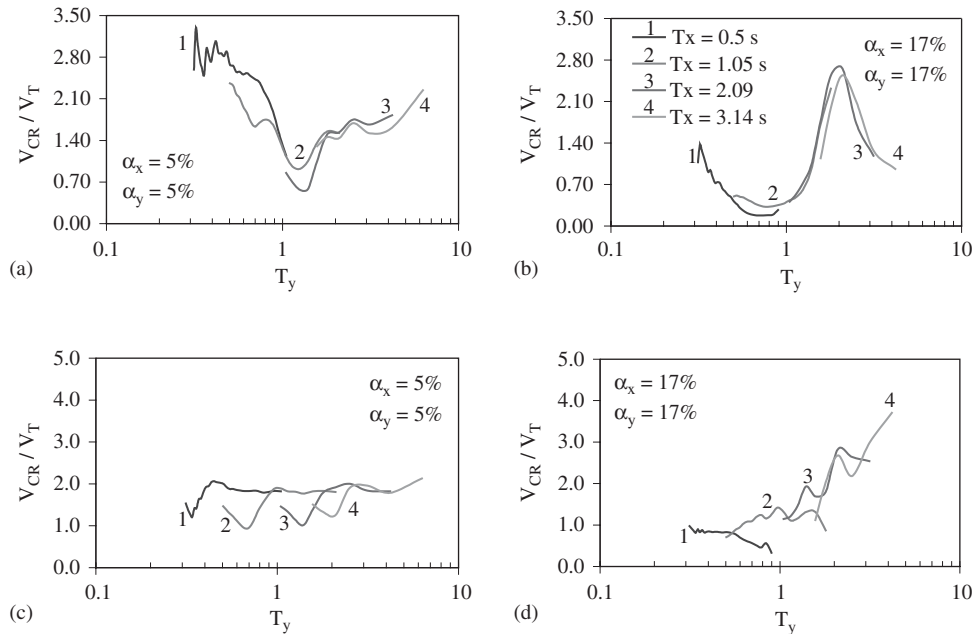 3.50
2.80
2.10
1.40
0.70
0.00
V_CR / V_T
1
2
3
4
α_x = 5%
α_y = 5%
0.1
1
10
(a)
T_y
3.50
2.80
2.10
1.40
0.70
0.00
V_CR / V_T
1 Tx = 0.5 s
2 Tx = 1.05 s
3 Tx = 2.09
4 Tx = 3.14 s
α_x = 17%
α_y = 17%
1
2
3
4
0.1
1
10
(b)
T_y
5.0
4.0
3.0
2.0
1.0
0.0
V_CR / V_T
α_x = 5%
α_y = 5%
1
2
3
4
0.1
1
10
(c)
T_y
5.0
4.0
3.0
2.0
1.0
0.0
V_CR / V_T
α_x = 17%
α_y = 17%
1
2
3
4
0.1
1
10
(d)
T_y